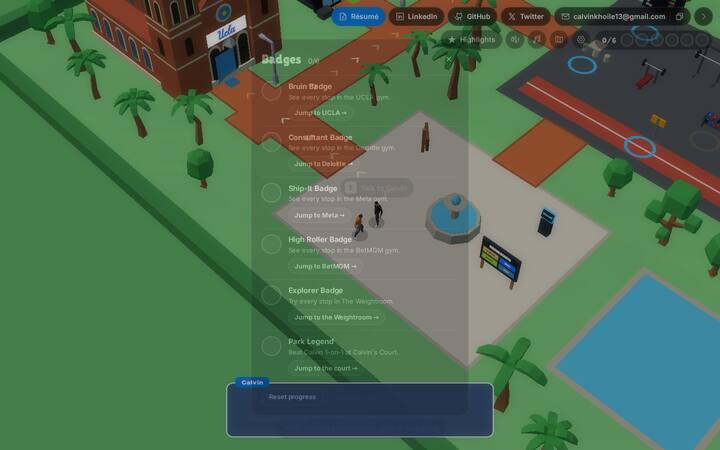 Résumé
LinkedIn
GitHub
Twitter
calvinkhoile13@gmail.com
Highlights
0/6
Ucla
Badges 0/6
Bruin Badge
See every stop in the UCLA gym.
Jump to UCLA →
Consultant Badge
See every stop in the Deloitte gym.
Jump to Deloitte →
Ship-It Badge
See every stop in the Meta gym.
Jump to Meta →
E Talk to Calvin
High Roller Badge
See every stop in the BetMGM gym.
Jump to BetMGM →
Explorer Badge
Try every stop in The Weightroom.
Jump to the Weightroom →
Park Legend
Beat Calvin 1-on-1 at Calvin's Court.
Jump to the court →
Calvin
Reset progress